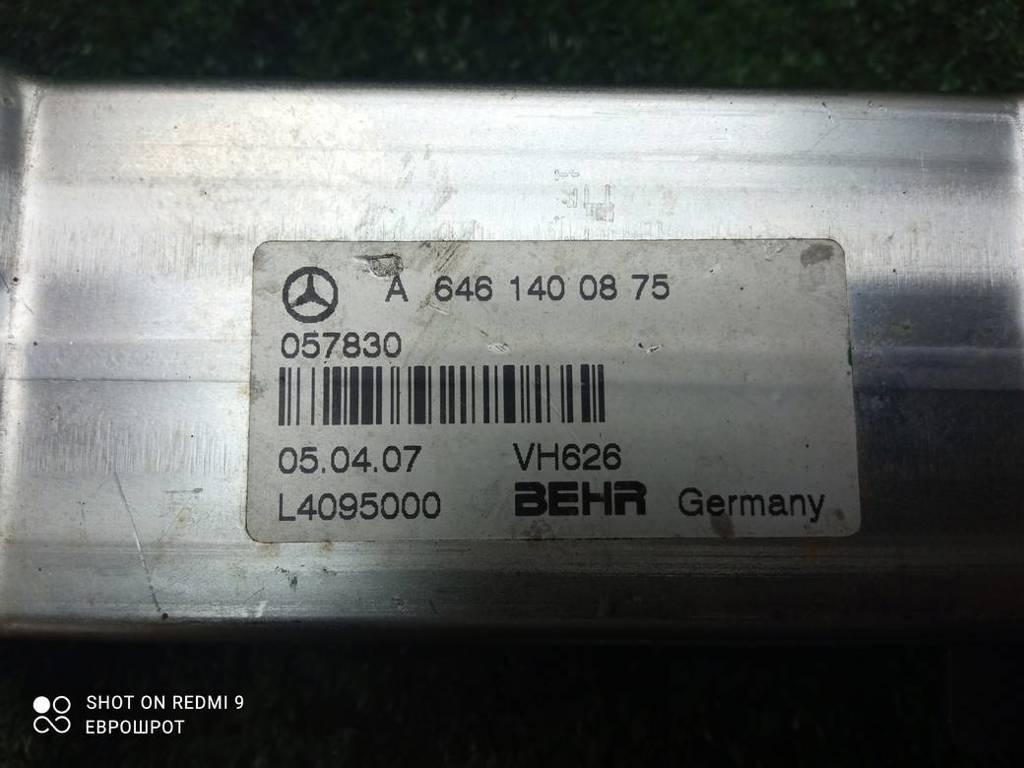 A 646 140 08 75
057830
05.04.07 VH626
L4095000 BEHR Germany
SHOT ON REDMI 9
ЕВРОШРОТ